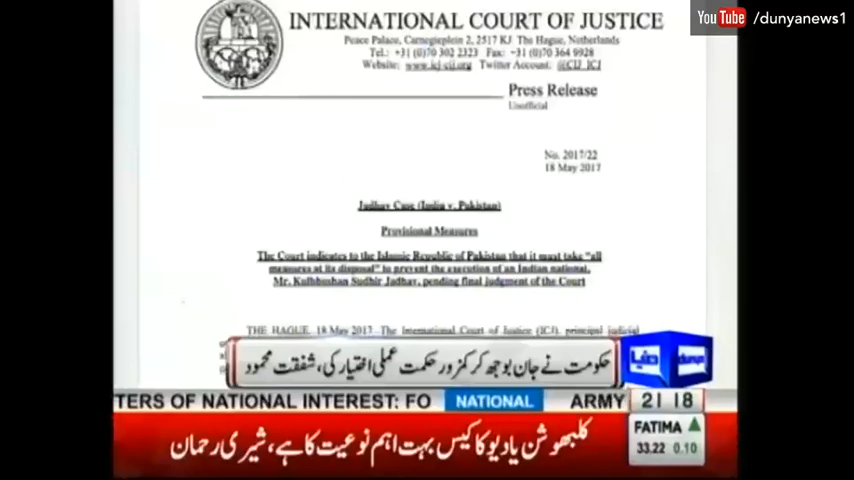 YouTube /dunyanews1
INTERNATIONAL COURT OF JUSTICE
Peace Palace, Carnegieplein 2, 2517 KJ The Hague, Netherlands
Tel.: +31 (0)70 302 2323 Fax: +31 (0)70 364 9928
Website: www.icj-cij.org Twitter Account: @CIJ_ICJ
Press Release
Unofficial
No. 2017/22
18 May 2017
Jadhav Case (India v. Pakistan)
Provisional Measures
The Court indicates to the Islamic Republic of Pakistan that it must take "all
measures at its disposal" to prevent the execution of an Indian national,
Mr. Kulbhushan Sudhir Jadhav, pending final judgment of the Court
THE HAGUE, 18 May 2017. The International Court of Justice (ICJ), principal judicial
حکومت نے جان بوجھ کر کمزور حکمت عملی اختیار کی، شفقت محمود
دنیا dunya
TERS OF NATIONAL INTEREST: FO NATIONAL ARMY 21 18
کلبھوشن یادیو کا کیس بہت اہم نوعیت کا ہے، شیری رحمان
FATIMA
33.22 0.10